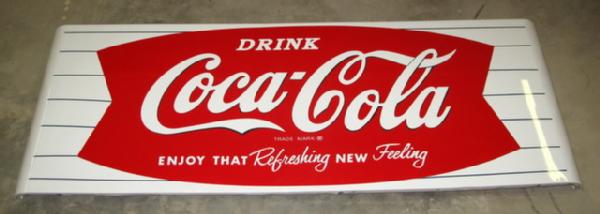 DRINK
Coca-Cola
TRADE MARK ®
ENJOY THAT Refreshing NEW Feeling